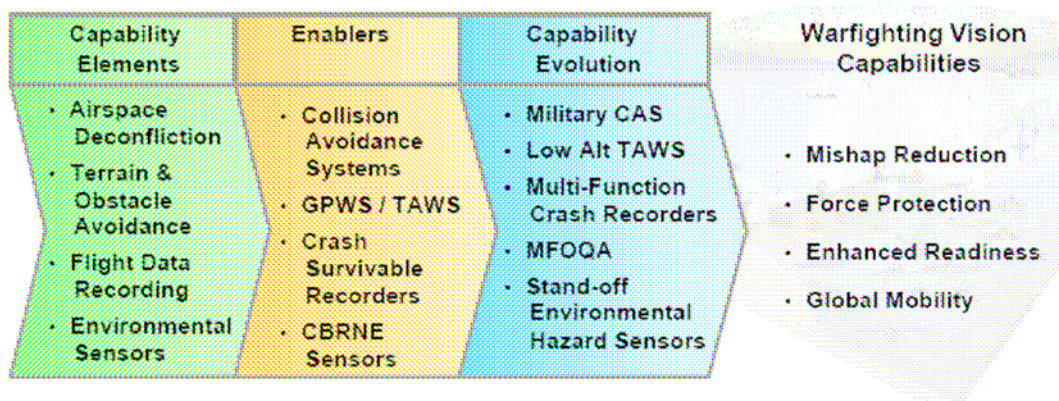 Capability
Elements
• Airspace
Deconfliction
• Terrain &
Obstacle
Avoidance
• Flight Data
Recording
• Environmental
Sensors
Enablers
• Collision
Avoidance
Systems
• GPWS / TAWS
• Crash
Survivable
Recorders
• CBRNE
Sensors
Capability
Evolution
• Military CAS
• Low Alt TAWS
• Multi-Function
Crash Recorders
• MFOQA
• Stand-off
Environmental
Hazard Sensors
Warfighting Vision
Capabilities
• Mishap Reduction
• Force Protection
• Enhanced Readiness
• Global Mobility